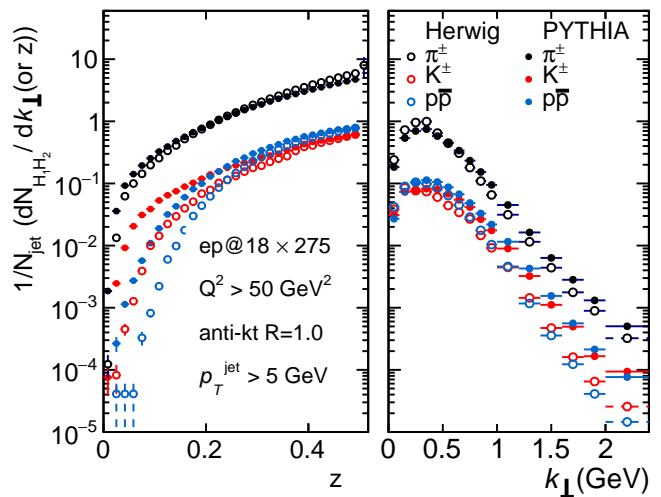 1/N_jet (dN_H₁H₂/ dk⊥(or z))
10
1
10⁻¹
10⁻²
10⁻³
10⁻⁴
10⁻⁵
ep@18 × 275
Q² > 50 GeV²
anti-kt R=1.0
p_T^jet > 5 GeV
0 0.2 0.4
z
Herwig PYTHIA
π± π±
K± K±
pp̅ pp̅
0 0.5 1 1.5 2
k⊥(GeV)